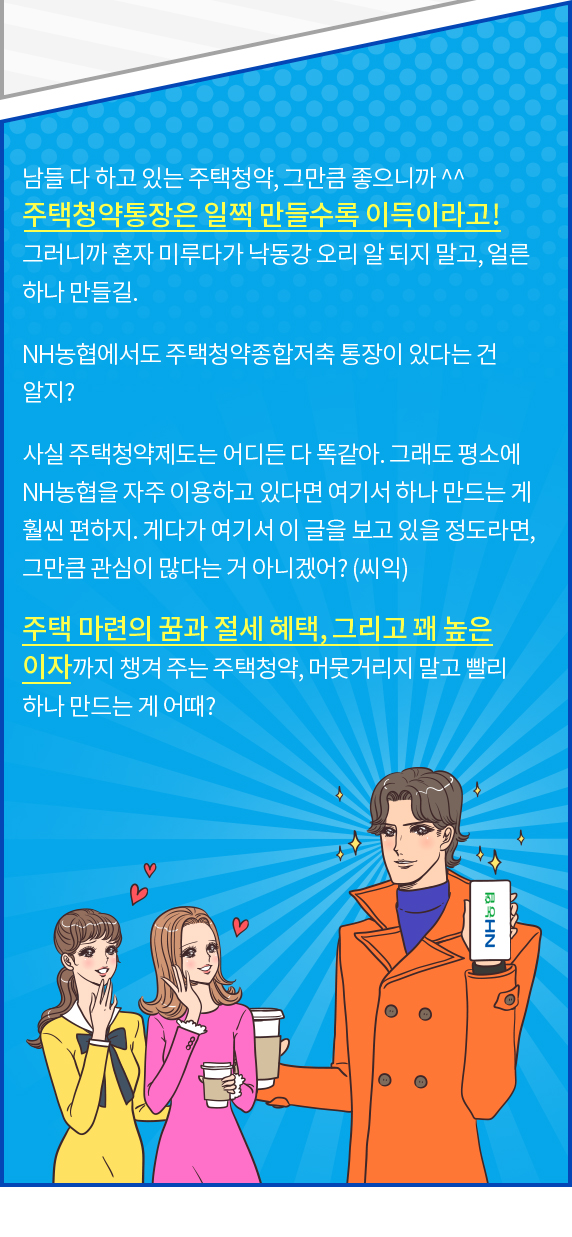 남들 다 하고 있는 주택청약, 그만큼 좋으니까 ^^
주택청약통장은 일찍 만들수록 이득이라고!
그러니까 혼자 미루다가 낙동강 오리 알 되지 말고, 얼른
하나 만들길.
NH농협에서도 주택청약종합저축 통장이 있다는 건
알지?
사실 주택청약제도는 어디든 다 똑같아. 그래도 평소에
NH농협을 자주 이용하고 있다면 여기서 하나 만드는 게
훨씬 편하지. 게다가 여기서 이 글을 보고 있을 정도라면,
그만큼 관심이 많다는 거 아니겠어? (씨익)
주택 마련의 꿈과 절세 혜택, 그리고 꽤 높은
이자까지 챙겨 주는 주택청약, 머뭇거리지 말고 빨리
하나 만드는 게 어때?
NH농협